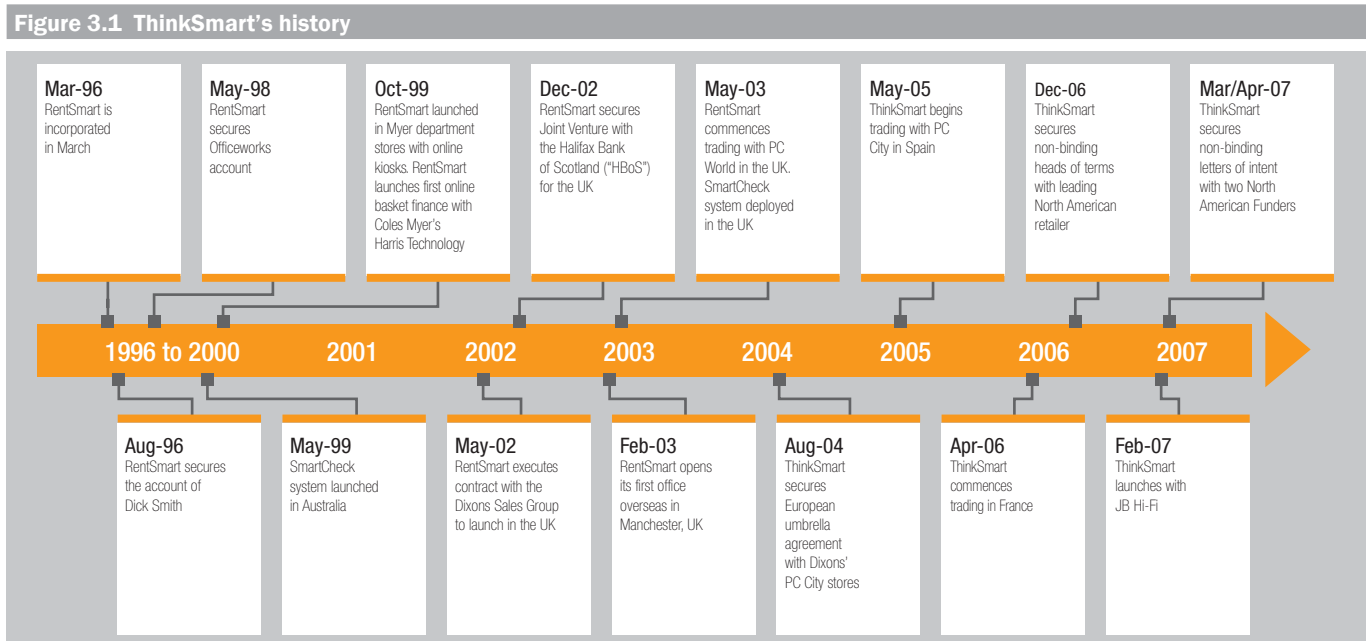 Figure 3.1 ThinkSmart's history
Mar-96
RentSmart is
incorporated
in March
May-98
RentSmart
secures
Officeworks
account
Oct-99
RentSmart launched
in Myer department
stores with online
kiosks. RentSmart
launches first online
basket finance with
Coles Myer's
Harris Technology
Dec-02
RentSmart secures
Joint Venture with
the Halifax Bank
of Scotland ("HBoS")
for the UK
May-03
RentSmart
commences
trading with PC
World in the UK.
SmartCheck
system deployed
in the UK
May-05
ThinkSmart begins
trading with PC
City in Spain
Dec-06
ThinkSmart
secures
non-binding
heads of terms
with leading
North American
retailer
Mar/Apr-07
ThinkSmart
secures
non-binding
letters of intent
with two North
American Funders
1996 to 2000 2001 2002 2003 2004 2005 2006 2007
Aug-96
RentSmart secures
the account of
Dick Smith
May-99
SmartCheck
system launched
in Australia
May-02
RentSmart executes
contract with the
Dixons Sales Group
to launch in the UK
Feb-03
RentSmart opens
its first office
overseas in
Manchester, UK
Aug-04
ThinkSmart
secures
European
umbrella
agreement
with Dixons'
PC City stores
Apr-06
ThinkSmart
commences
trading in France
Feb-07
ThinkSmart
launches with
JB Hi-Fi